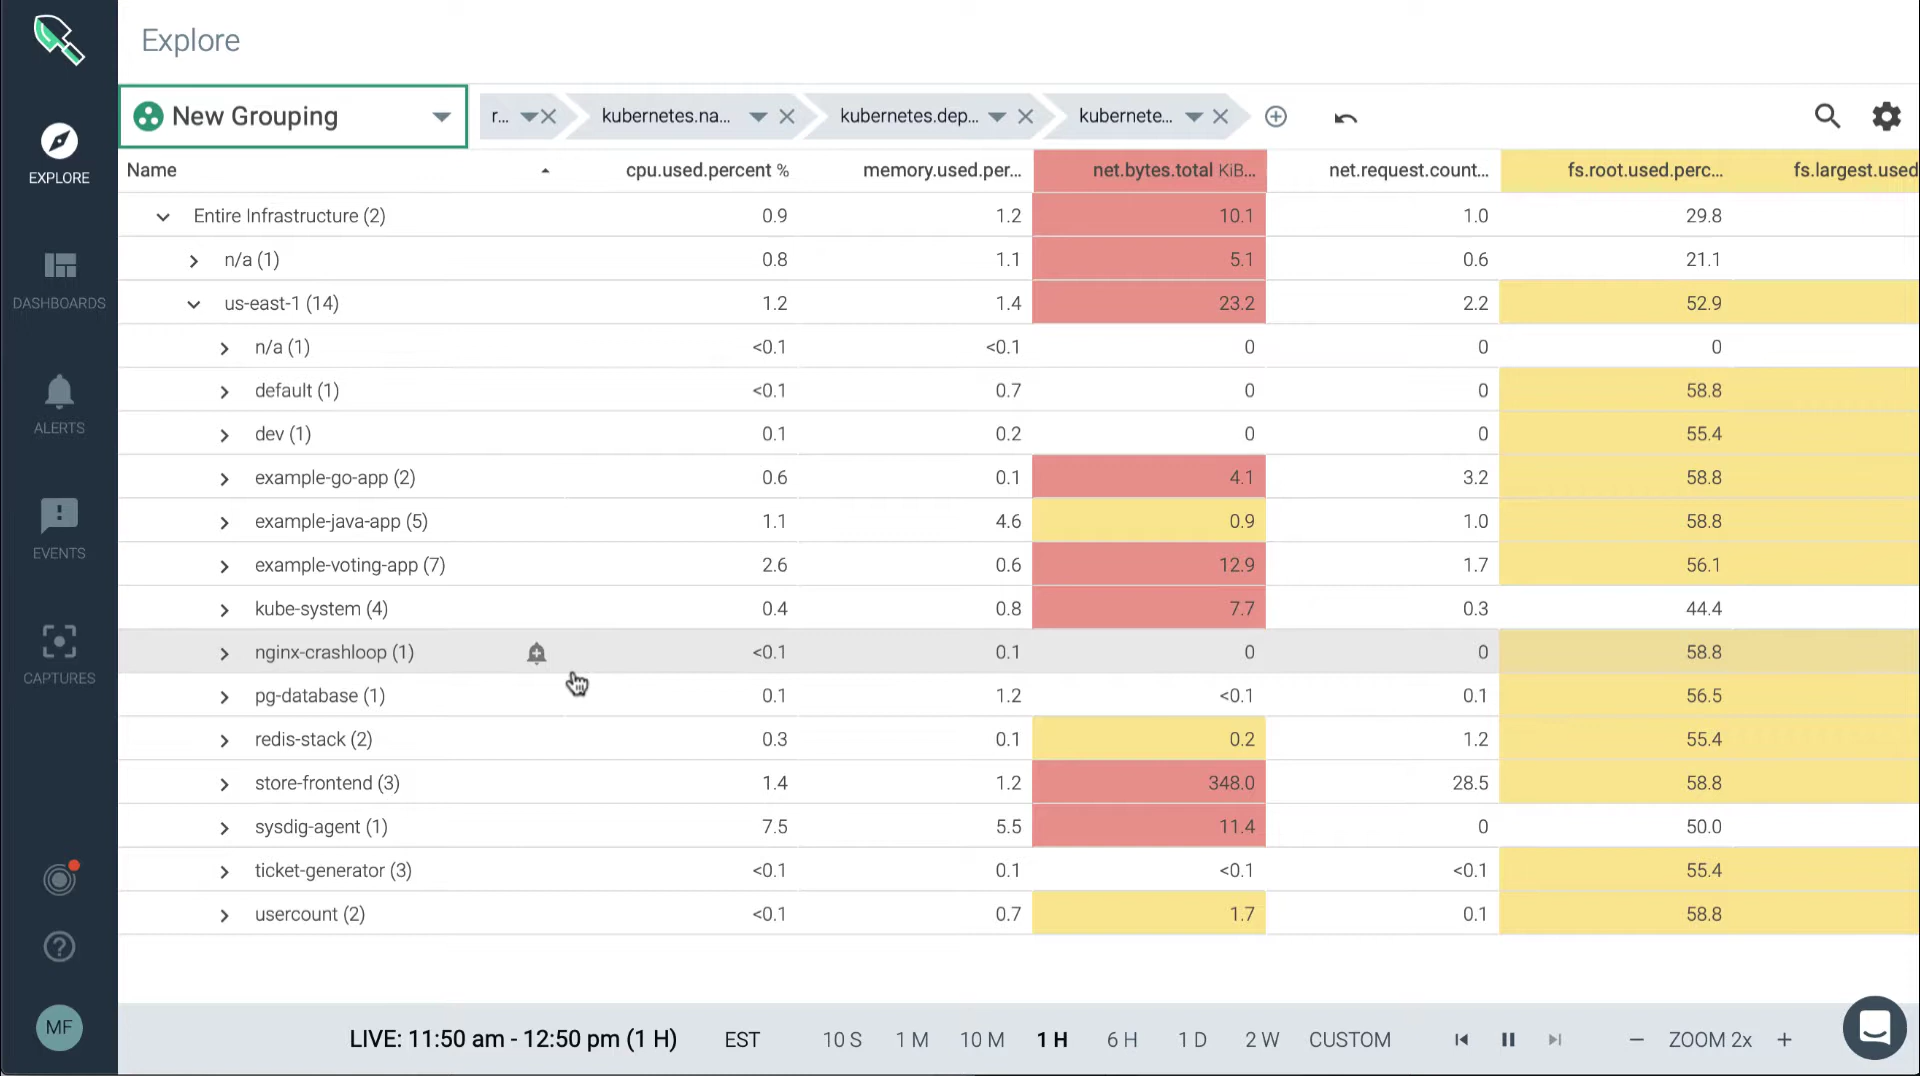 Explore
New Grouping r... kubernetes.na... kubernetes.dep... kubernete...
EXPLORE
DASHBOARDS
ALERTS
EVENTS
CAPTURES
MF
Name cpu.used.percent % memory.used.per... net.bytes.total KiB... net.request.count... fs.root.used.perc... fs.largest.used
Entire Infrastructure (2) 0.9 1.2 10.1 1.0 29.8
n/a (1) 0.8 1.1 5.1 0.6 21.1
us-east-1 (14) 1.2 1.4 23.2 2.2 52.9
n/a (1) <0.1 <0.1 0 0 0
default (1) <0.1 0.7 0 0 58.8
dev (1) 0.1 0.2 0 0 55.4
example-go-app (2) 0.6 0.1 4.1 3.2 58.8
example-java-app (5) 1.1 4.6 0.9 1.0 58.8
example-voting-app (7) 2.6 0.6 12.9 1.7 56.1
kube-system (4) 0.4 0.8 7.7 0.3 44.4
nginx-crashloop (1) <0.1 0.1 0 0 58.8
pg-database (1) 0.1 1.2 <0.1 0.1 56.5
redis-stack (2) 0.3 0.1 0.2 1.2 55.4
store-frontend (3) 1.4 1.2 348.0 28.5 58.8
sysdig-agent (1) 7.5 5.5 11.4 0 50.0
ticket-generator (3) <0.1 0.1 <0.1 <0.1 55.4
usercount (2) <0.1 0.7 1.7 0.1 58.8
LIVE: 11:50 am - 12:50 pm (1 H) EST 10 S 1 M 10 M 1 H 6 H 1 D 2 W CUSTOM ZOOM 2x